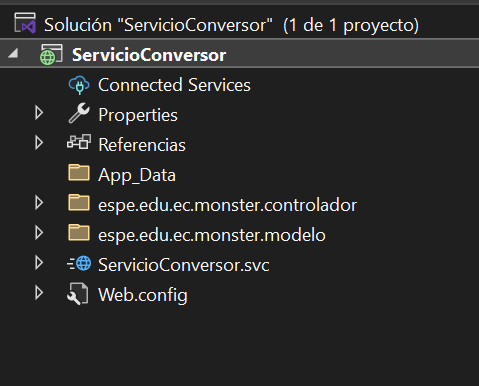 Solución "ServicioConversor" (1 de 1 proyecto)
ServicioConversor
Connected Services
Properties
Referencias
App_Data
espe.edu.ec.monster.controlador
espe.edu.ec.monster.modelo
ServicioConversor.svc
Web.config